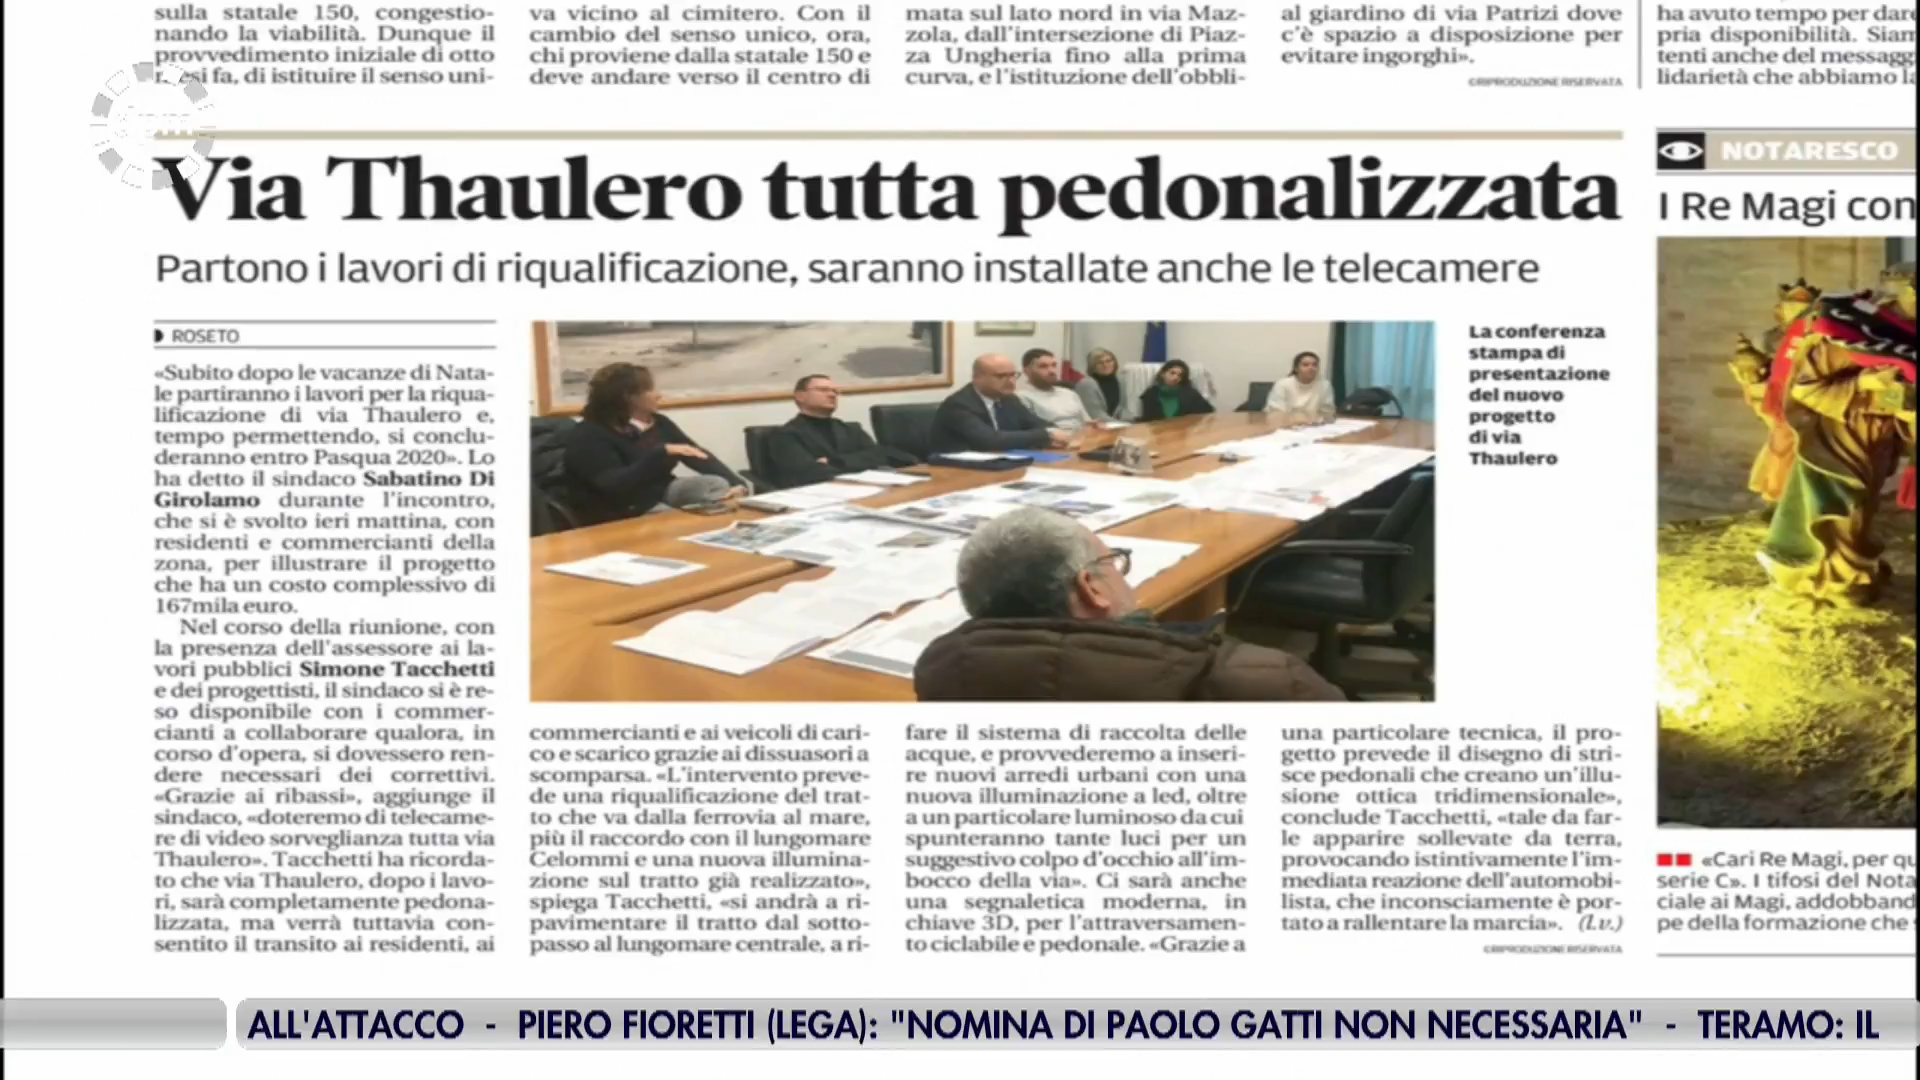 sulla statale 150, congestio-
nando la viabilità. Dunque il
provvedimento iniziale di otto
mesi fa, di istituire il senso uni-
va vicino al cimitero. Con il
cambio del senso unico, ora,
chi proviene dalla statale 150 e
deve andare verso il centro di
mata sul lato nord in via Maz-
zola, dall'intersezione di Piaz-
za Ungheria fino alla prima
curva, e l'istituzione dell'obbli-
al giardino di via Patrizi dove
c'è spazio a disposizione per
evitare ingorghi».
©RIPRODUZIONE RISERVATA
ha avuto tempo per dare
pria disponibilità. Siam
tenti anche del messagg
lidarietà che abbiamo la
Via Thaulero tutta pedonalizzata
Partono i lavori di riqualificazione, saranno installate anche le telecamere
ROSETO
«Subito dopo le vacanze di Nata-
le partiranno i lavori per la riqua-
lificazione di via Thaulero e,
tempo permettendo, si conclu-
deranno entro Pasqua 2020». Lo
ha detto il sindaco Sabatino Di
Girolamo durante l'incontro,
che si è svolto ieri mattina, con
residenti e commercianti della
zona, per illustrare il progetto
che ha un costo complessivo di
167mila euro.
Nel corso della riunione, con
la presenza dell'assessore ai la-
vori pubblici Simone Tacchetti
e dei progettisti, il sindaco si è re-
so disponibile con i commer-
cianti a collaborare qualora, in
corso d'opera, si dovessero ren-
dere necessari dei correttivi.
«Grazie ai ribassi», aggiunge il
sindaco, «doteremo di telecame-
re di video sorveglianza tutta via
Thaulero». Tacchetti ha ricorda-
to che via Thaulero, dopo i lavo-
ri, sarà completamente pedona-
lizzata, ma verrà tuttavia con-
sentito il transito ai residenti, ai
La conferenza
stampa di
presentazione
del nuovo
progetto
di via
Thaulero
commercianti e ai veicoli di cari-
co e scarico grazie ai dissuasori a
scomparsa. «L'intervento preve-
de una riqualificazione del trat-
to che va dalla ferrovia al mare,
più il raccordo con il lungomare
Celommi e una nuova illumina-
zione sul tratto già realizzato»,
spiega Tacchetti, «si andrà a ri-
pavimentare il tratto dal sotto-
passo al lungomare centrale, a ri-
fare il sistema di raccolta delle
acque, e provvederemo a inseri-
re nuovi arredi urbani con una
nuova illuminazione a led, oltre
a un particolare luminoso da cui
spunteranno tante luci per un
suggestivo colpo d'occhio all'im-
bocco della via». Ci sarà anche
una segnaletica moderna, in
chiave 3D, per l'attraversamen-
to ciclabile e pedonale. «Grazie a
una particolare tecnica, il pro-
getto prevede il disegno di stri-
sce pedonali che creano un'illu-
sione ottica tridimensionale»,
conclude Tacchetti, «tale da far-
le apparire sollevate da terra,
provocando istintivamente l'im-
mediata reazione dell'automobi-
lista, che inconsciamente è por-
tato a rallentare la marcia». (l.v.)
©RIPRODUZIONE RISERVATA
NOTARESCO
I Re Magi con
«Cari Re Magi, per qu
serie C». I tifosi del Nota
ciale ai Magi, addobband
pe della formazione che
ALL'ATTACCO - PIERO FIORETTI (LEGA): "NOMINA DI PAOLO GATTI NON NECESSARIA" - TERAMO: IL